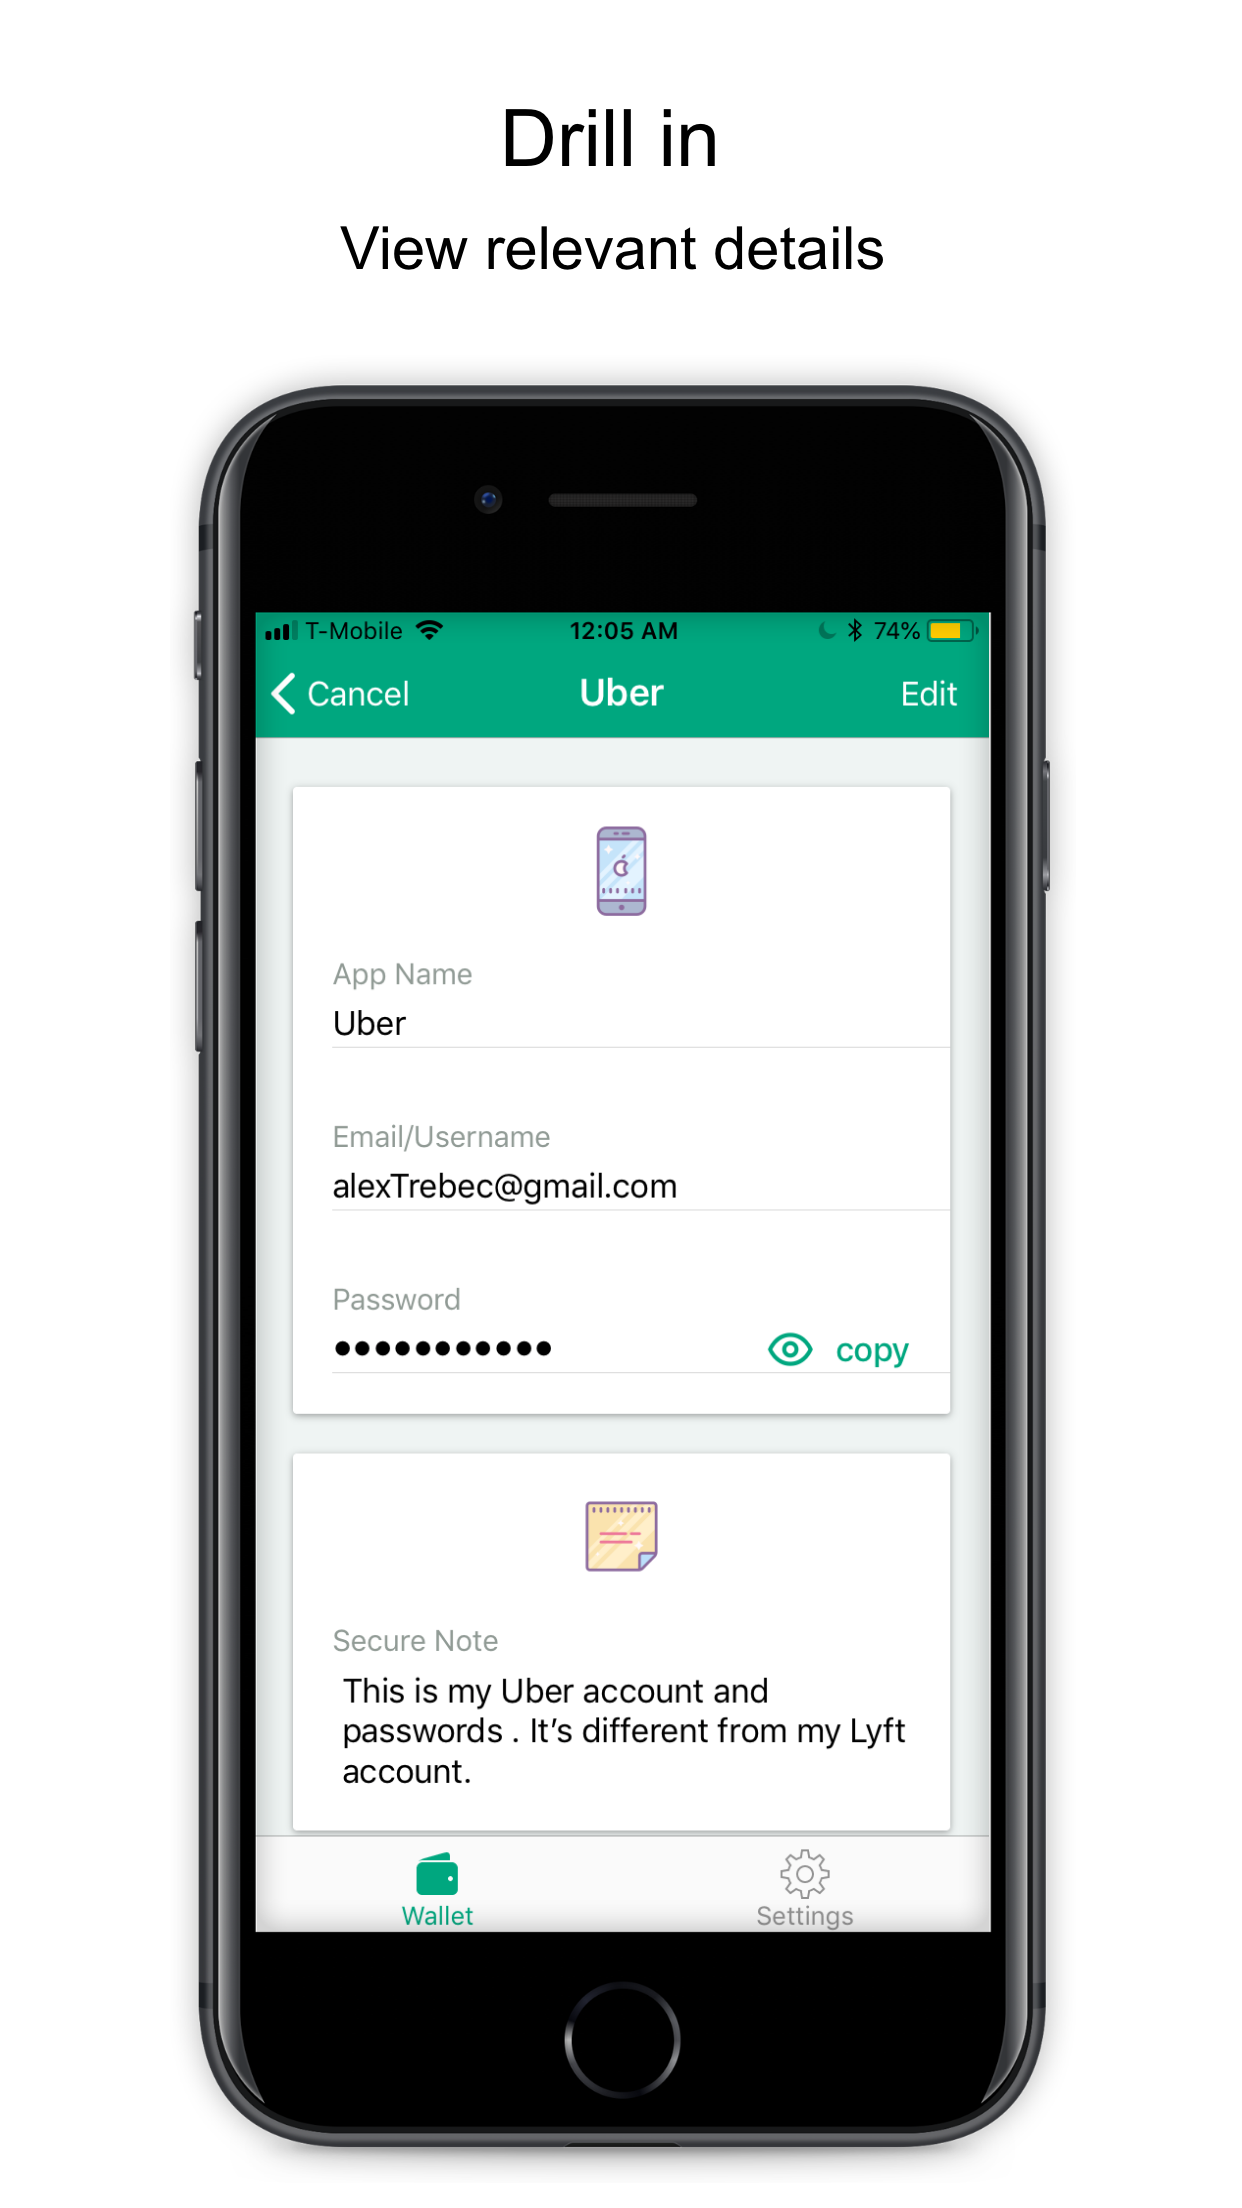 Drill in
View relevant details
T-Mobile 12:05 AM 74%
Cancel Uber Edit
App Name
Uber
Email/Username
alexTrebec@gmail.com
Password
●●●●●●●●●●● copy
Secure Note
This is my Uber account and
passwords . It’s different from my Lyft
account.
Wallet Settings